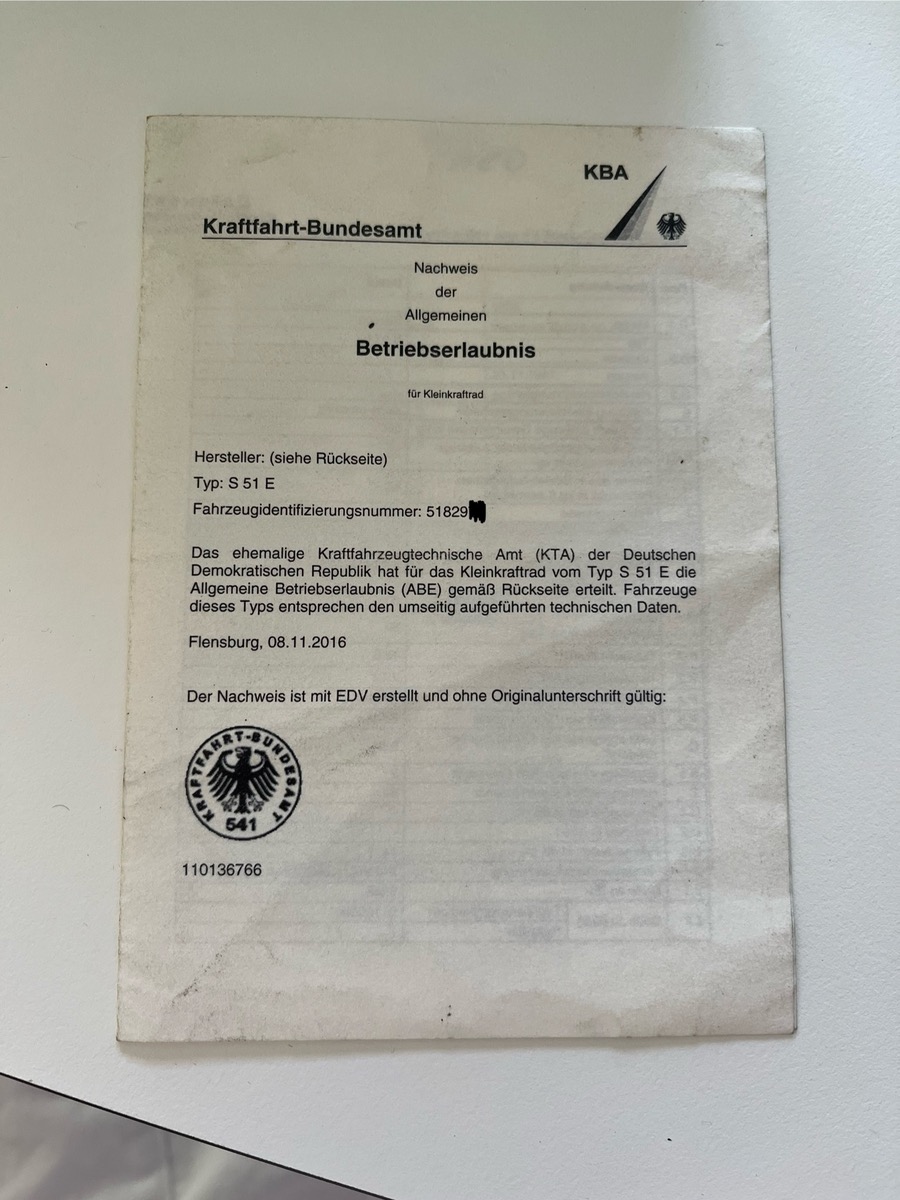 KBA
Kraftfahrt-Bundesamt
Nachweis
der
Allgemeinen
Betriebserlaubnis
für Kleinkraftrad
Hersteller: (siehe Rückseite)
Typ: S 51 E
Fahrzeugidentifizierungsnummer: 51829
Das ehemalige Kraftfahrzeugtechnische Amt (KTA) der Deutschen
Demokratischen Republik hat für das Kleinkraftrad vom Typ S 51 E die
Allgemeine Betriebserlaubnis (ABE) gemäß Rückseite erteilt. Fahrzeuge
dieses Typs entsprechen den umseitig aufgeführten technischen Daten.
Flensburg, 08.11.2016
Der Nachweis ist mit EDV erstellt und ohne Originalunterschrift gültig:
KRAFTFAHRT-BUNDESAMT
541
110136766